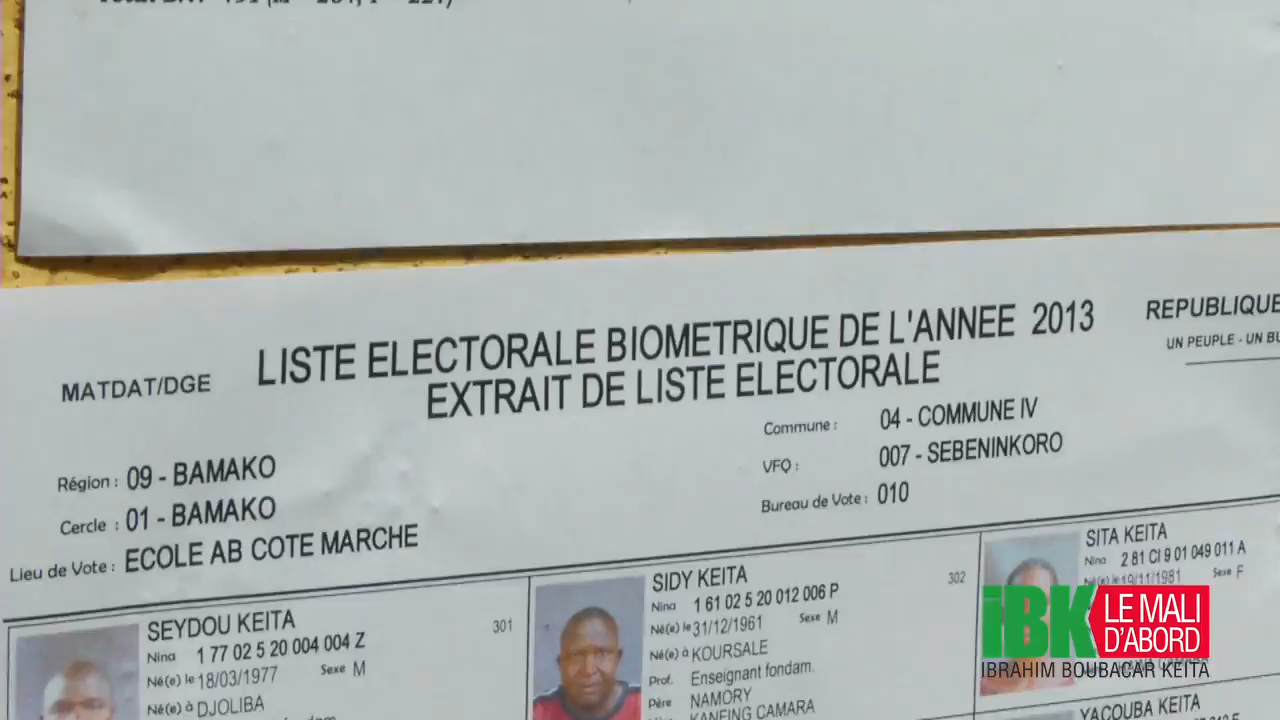 MATDAT/DGE
LISTE ELECTORALE BIOMETRIQUE DE L'ANNEE 2013
EXTRAIT DE LISTE ELECTORALE
REPUBLIQUE
UN PEUPLE - UN
Région : 09 - BAMAKO
Cercle : 01 - BAMAKO
Lieu de Vote : ECOLE AB COTE MARCHE
Commune : 04 - COMMUNE IV
VFQ : 007 - SEBENINKORO
Bureau de Vote : 010
SEYDOU KEITA
301
Nina 1 77 02 5 20 004 004 Z
Né(e) le 18/03/1977 Sexe M
Né(e) à DJOLIBA
SIDY KEITA
302
Nina 1 61 02 5 20 012 006 P
Né(e) le 31/12/1961 Sexe M
Né(e) à KOURSALE
Prof. Enseignant fondam.
Père NAMORY
KANFING CAMARA
SITA KEITA
Nina 2 81 CI 9 01 049 011 A
Né(e) le 19/11/1981 Sexe F
YACOUBA KEITA
iBK LE MALI
D'ABORD
IBRAHIM BOUBACAR KEITA